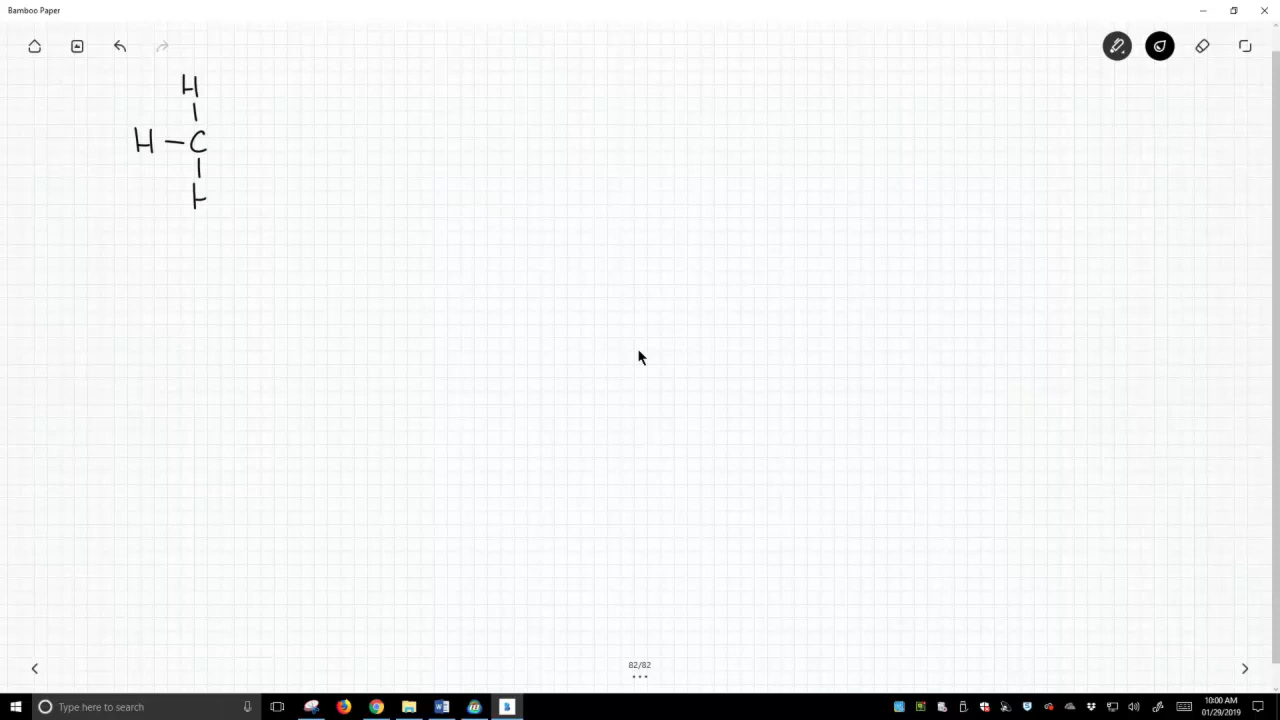 Bamboo Paper
H
H – C
82/82
Type here to search
10:00 AM
01/29/2019